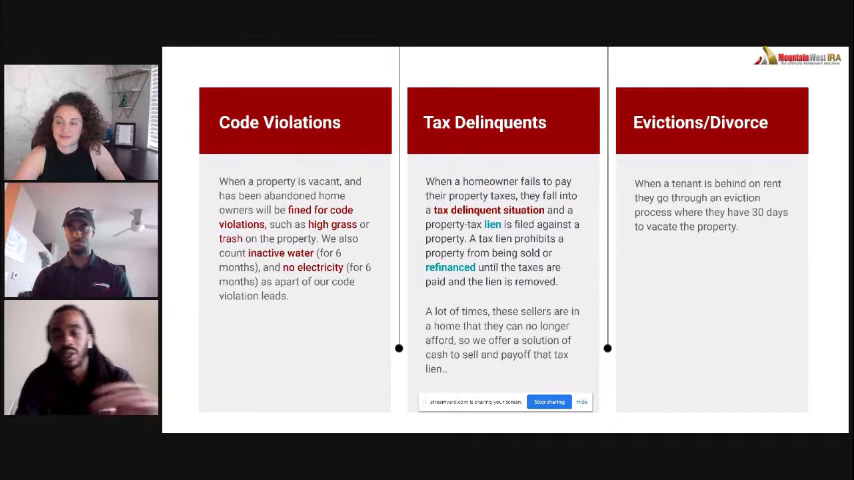 MountainWest IRA
Code Violations
When a property is vacant, and
has been abandoned home
owners will be fined for code
violations, such as high grass or
trash on the property. We also
count inactive water (for 6
months), and no electricity (for 6
months) as apart of our code
violation leads.
Tax Delinquents
When a homeowner fails to pay
their property taxes, they fall into
a tax delinquent situation and a
property-tax lien is filed against a
property. A tax lien prohibits a
property from being sold or
refinanced until the taxes are
paid and the lien is removed.
A lot of times, these sellers are in
a home that they can no longer
afford, so we offer a solution of
cash to sell and payoff that tax
lien..
streamyard.com is sharing your screen.
Stop sharing
Hide
Evictions/Divorce
When a tenant is behind on rent
they go through an eviction
process where they have 30 days
to vacate the property.